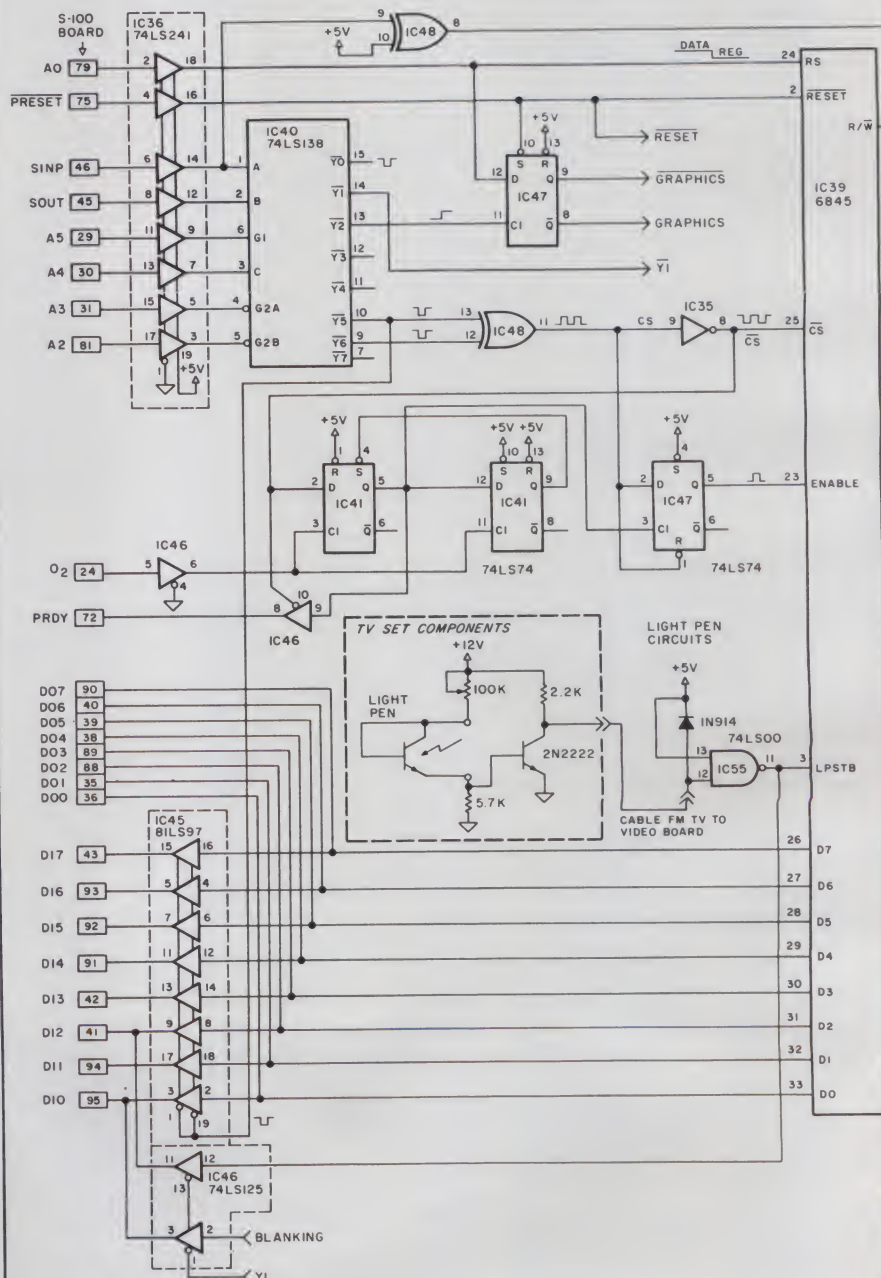 S-100
BOARD
IC36
74LS241
+5V
9
10
IC48
8
A0 79 2 18
DATA
REG
24 RS
PRESET 75 4 16
2 RESET
R/W
IC40
74LS138
+5V
10 13
S R
RESET
SINP 46 6 14 1 A
Y0 15
12 D Q 9 GRAPHICS
IC39
6845
SOUT 45 8 12 2 B
Y1 14
IC47
A5 29 11 9 6 G1
Y2 13
11 C1 Q 8 GRAPHICS
A4 30 13 7 3 C
Y3 12
Y1
Y4 11
A3 31 15 5 4 G2A
Y5 10 13
IC48
11 CS 9 IC35 8
CS
25 CS
A2 81 17 3 5 G2B
Y6 9 12
Y7 7
1 19
+5V
+5V
1 4
R S
+5V +5V
10 13
S R
+5V
4
S
2 D Q 5
IC41
12 D Q 9
IC41
2 D Q 5
IC47
23 ENABLE
3 C1 Q 6
11 C1 Q 8
3 C1 Q 6
R
1
74LS74
74LS74
O2 24 5 IC46 6
4
PRDY 72 8 10 9
IC46
TV SET COMPONENTS
+12V
100K
2.2K
LIGHT
PEN
2N2222
5.7K
LIGHT PEN
CIRCUITS
+5V
IN914
74LS00
13
12
IC55
11
3 LPSTB
CABLE FM TV TO
VIDEO BOARD
DO7 90
DO6 40
DO5 39
DO4 38
DO3 89
DO2 88
DO1 35
DO0 36
IC45
81LS97
DI7 43 15 16 26 D7
DI6 93 5 4 27 D6
DI5 92 7 6 28 D5
DI4 91 11 12 29 D4
DI3 42 13 14 30 D3
DI2 41 9 8 31 D2
DI1 94 17 18 32 D1
DI0 95 3 2 33 D0
1 19
11 12
IC46
74LS125
13
3 2 BLANKING
1
Y1